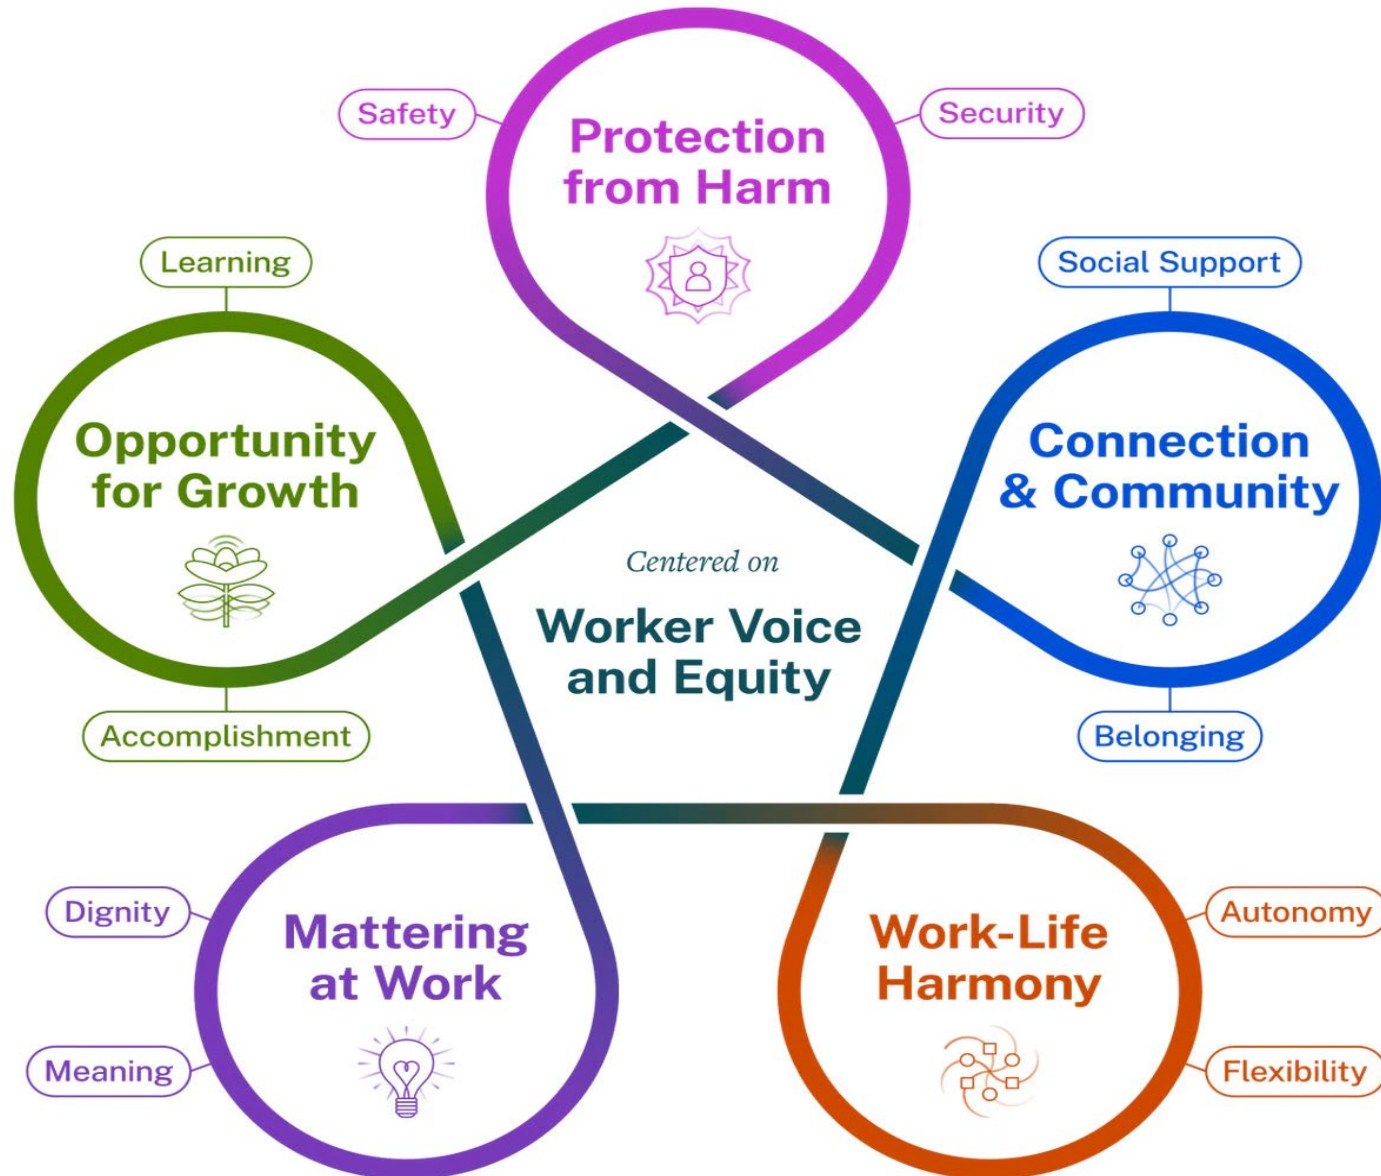 Safety
Protection
from Harm
Security
Learning
Opportunity
for Growth
Accomplishment
Social Support
Connection
& Community
Belonging
Centered on
Worker Voice
and Equity
Dignity
Mattering
at Work
Meaning
Work-Life
Harmony
Autonomy
Flexibility